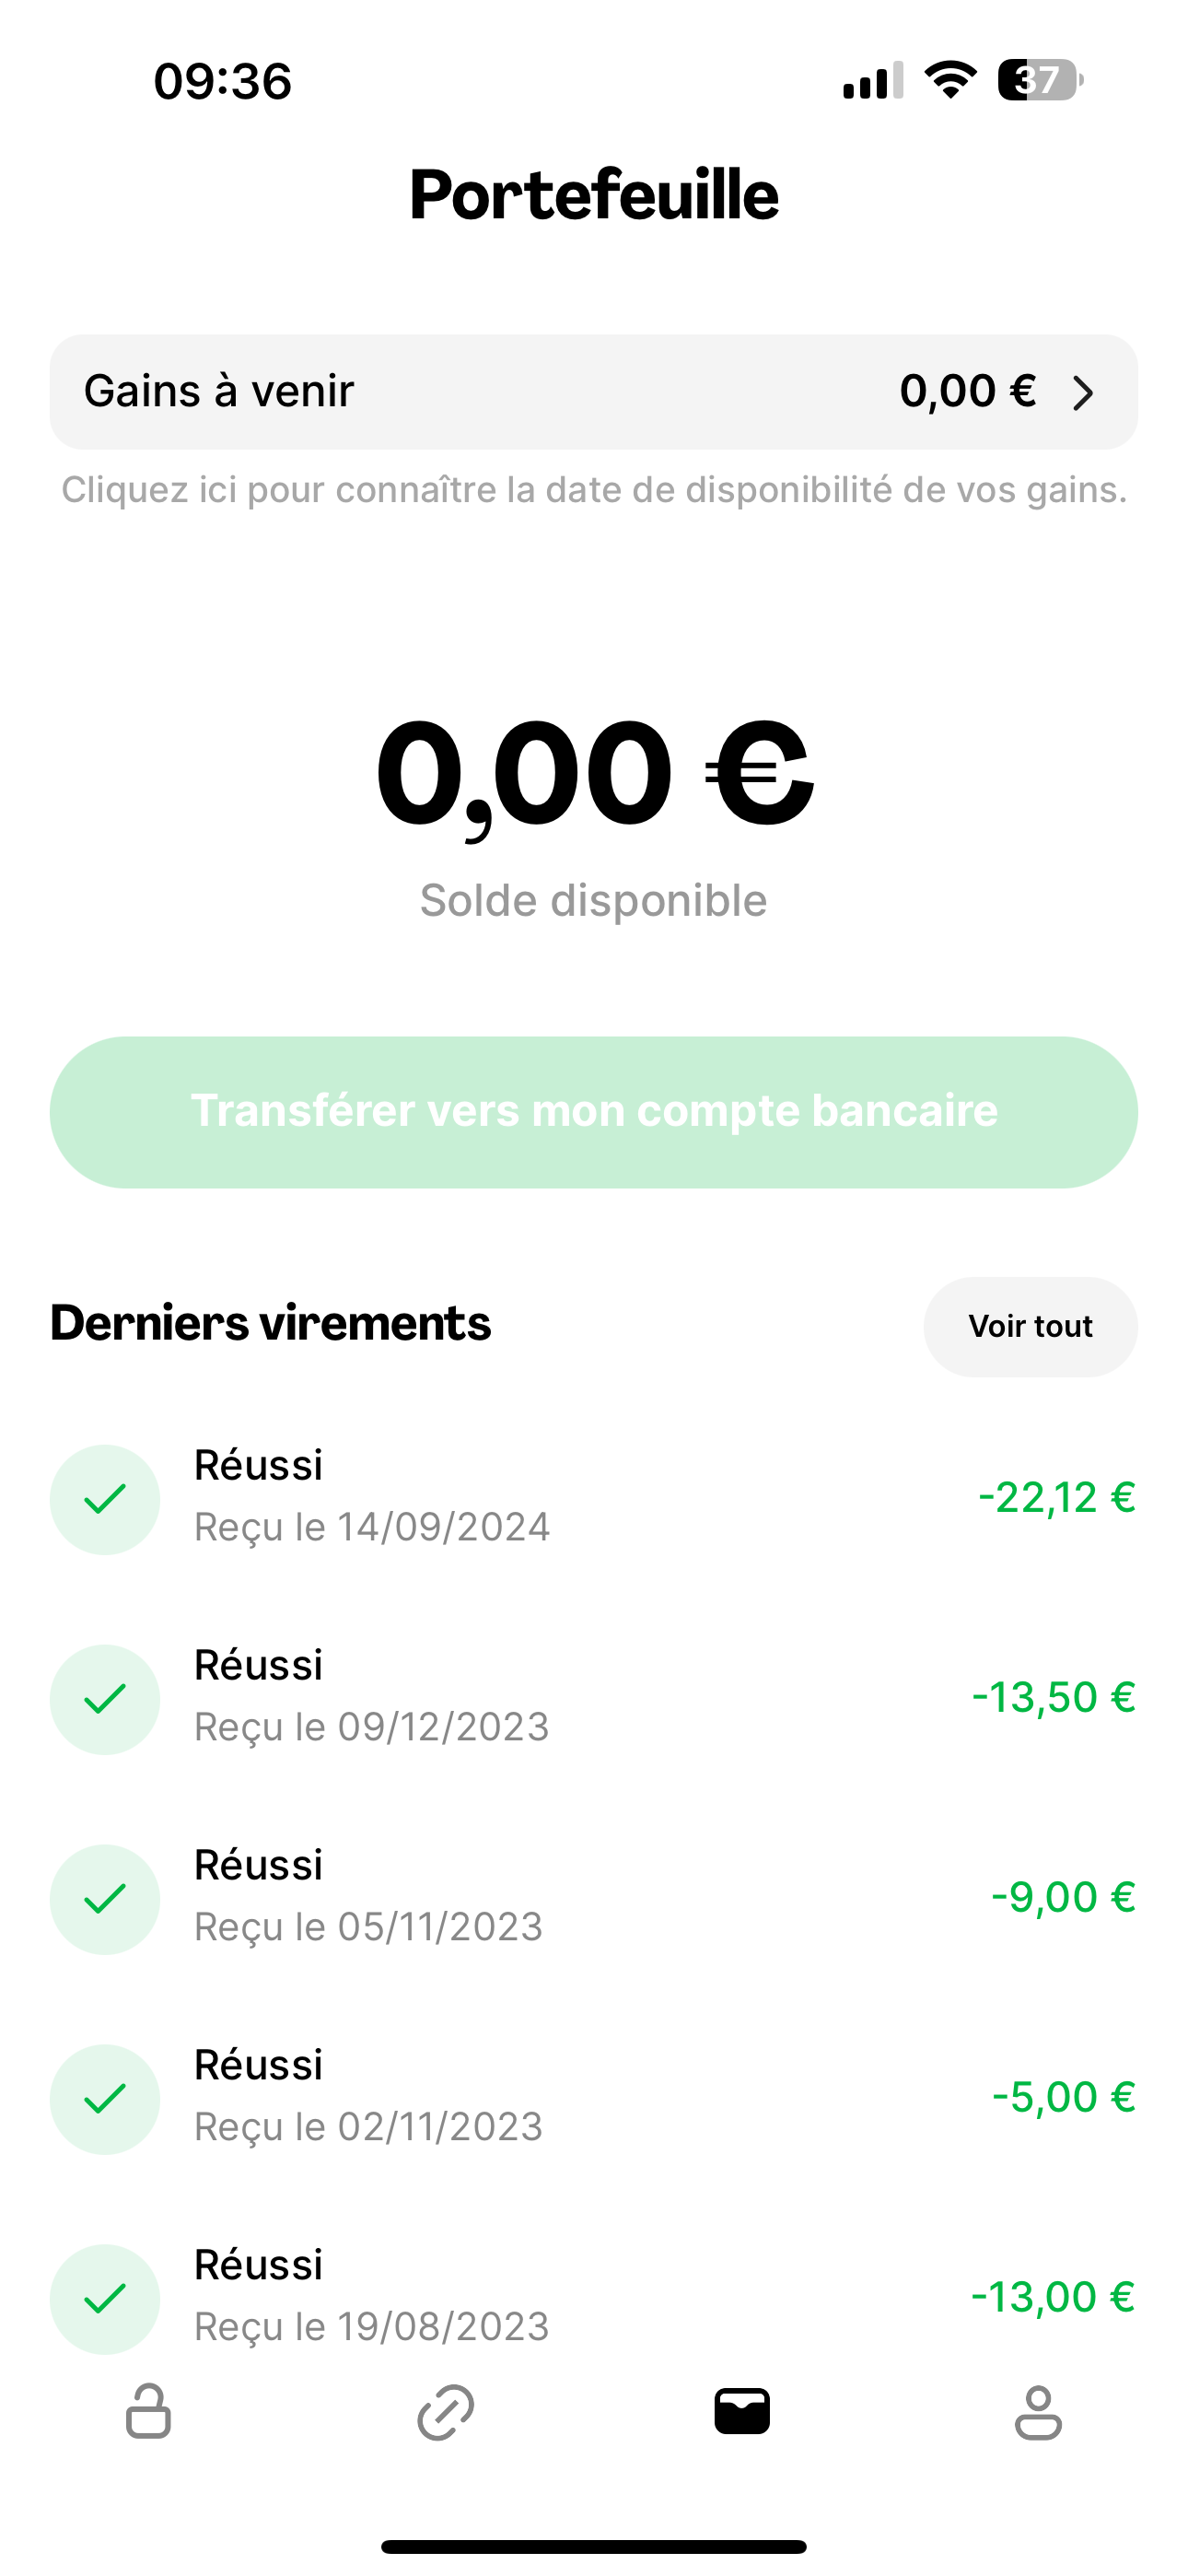 09:36
37
Portefeuille
Gains à venir 0,00 €
Cliquez ici pour connaître la date de disponibilité de vos gains.
0,00 €
Solde disponible
Transférer vers mon compte bancaire
Derniers virements Voir tout
Réussi
Reçu le 14/09/2024
-22,12 €
Réussi
Reçu le 09/12/2023
-13,50 €
Réussi
Reçu le 05/11/2023
-9,00 €
Réussi
Reçu le 02/11/2023
-5,00 €
Réussi
Reçu le 19/08/2023
-13,00 €